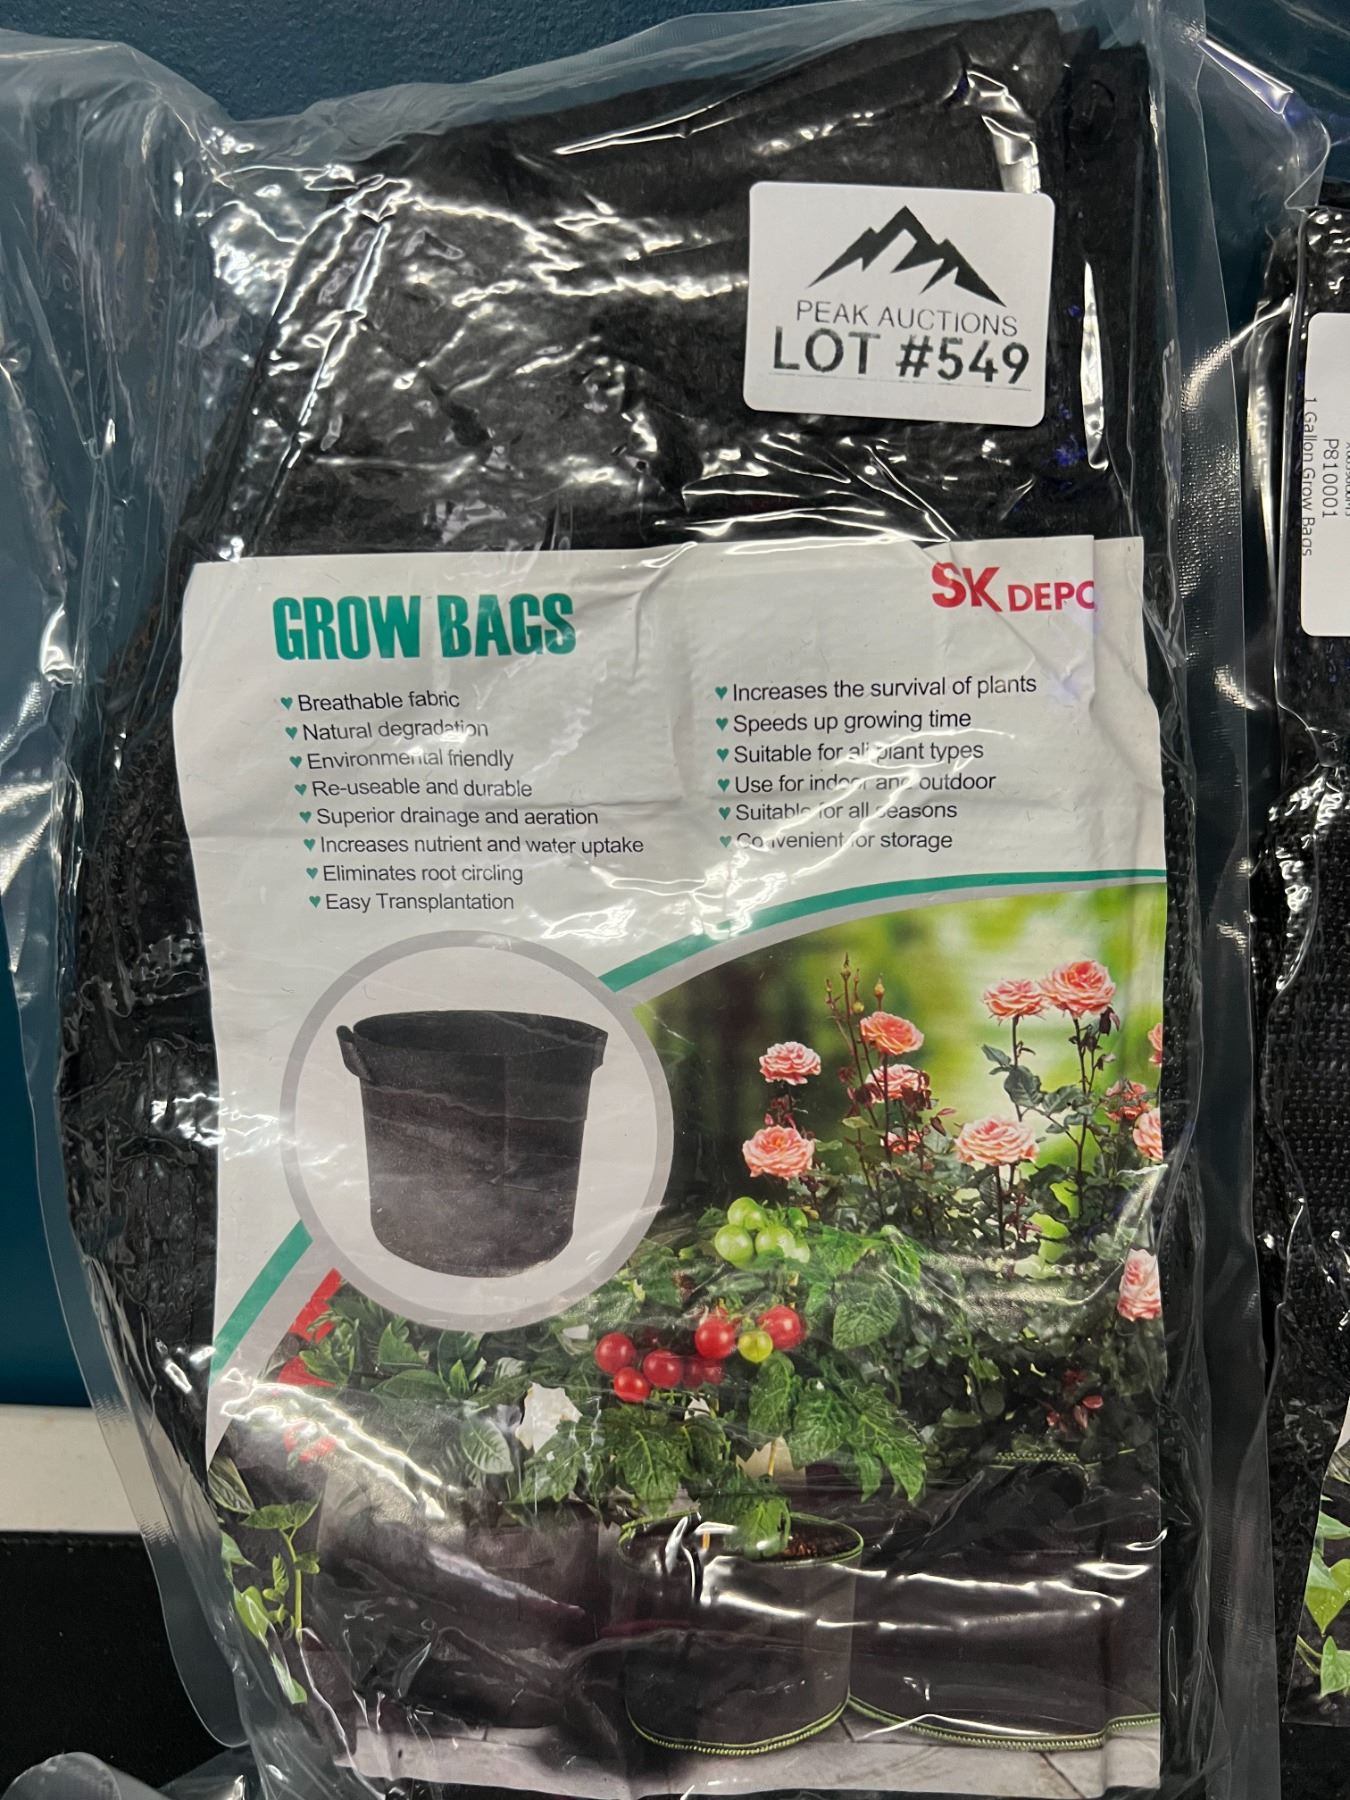 PEAK AUCTIONS
LOT #549
GROW BAGS
SK DEPO
Breathable fabric
Natural degradation
Environmental friendly
Re-useable and durable
Superior drainage and aeration
Increases nutrient and water uptake
Eliminates root circling
Easy Transplantation
Increases the survival of plants
Speeds up growing time
Suitable for all plant types
Use for indoor and outdoor
Suitable for all seasons
Convenient for storage
P810001
1 Gallon Grow Bags